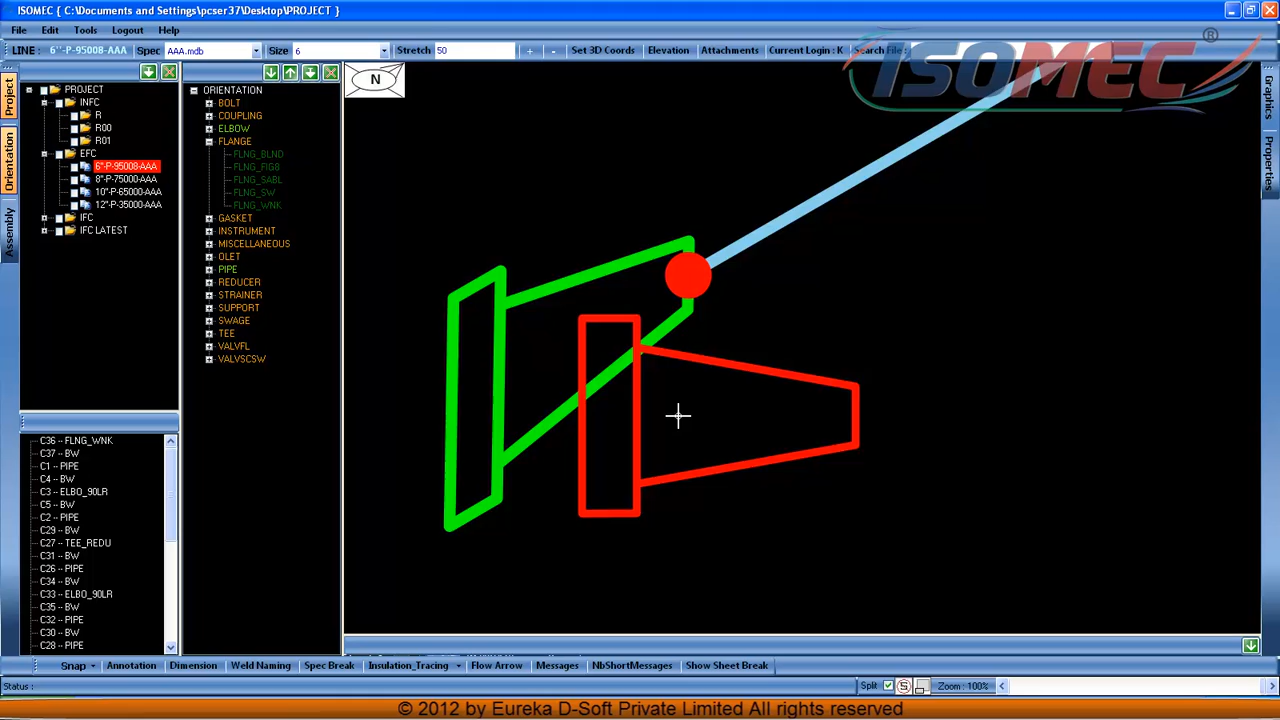 ISOMEC { C:\Documents and Settings\pcser37\Desktop\PROJECT }
File Edit Tools Logout Help
LINE : 6"-P-95008-AAA Spec AAA.mdb Size 6 Stretch 50 + - Set 3D Coords Elevation Attachments Current Login : K Search File :
ISOMEC ®
N
Project
Orientation
Assembly
PROJECT
INFC
R
R00
R01
EFC
6"-P-95008-AAA
8"-P-75000-AAA
10"-P-65000-AAA
12"-P-35000-AAA
IFC
IFC LATEST
C36 -- FLNG_WNK
C37 -- BW
C1 -- PIPE
C4 -- BW
C3 -- ELBO_90LR
C5 -- BW
C2 -- PIPE
C29 -- BW
C27 -- TEE_REDU
C31 -- BW
C26 -- PIPE
C34 -- BW
C33 -- ELBO_90LR
C35 -- BW
C32 -- PIPE
C30 -- BW
C28 -- PIPE
ORIENTATION
BOLT
COUPLING
ELBOW
FLANGE
FLNG_BLND
FLNG_FIG8
FLNG_SABL
FLNG_SW
FLNG_WNK
GASKET
INSTRUMENT
MISCELLANEOUS
OLET
PIPE
REDUCER
STRAINER
SUPPORT
SWAGE
TEE
VALVFL
VALVSCSW
Graphics
Properties
Snap Annotation Dimension Weld Naming Spec Break Insulation_Tracing Flow Arrow Messages NbShortMessages Show Sheet Break
Status : Split S Zoom : 100%
© 2012 by Eureka D-Soft Private Limited All rights reserved